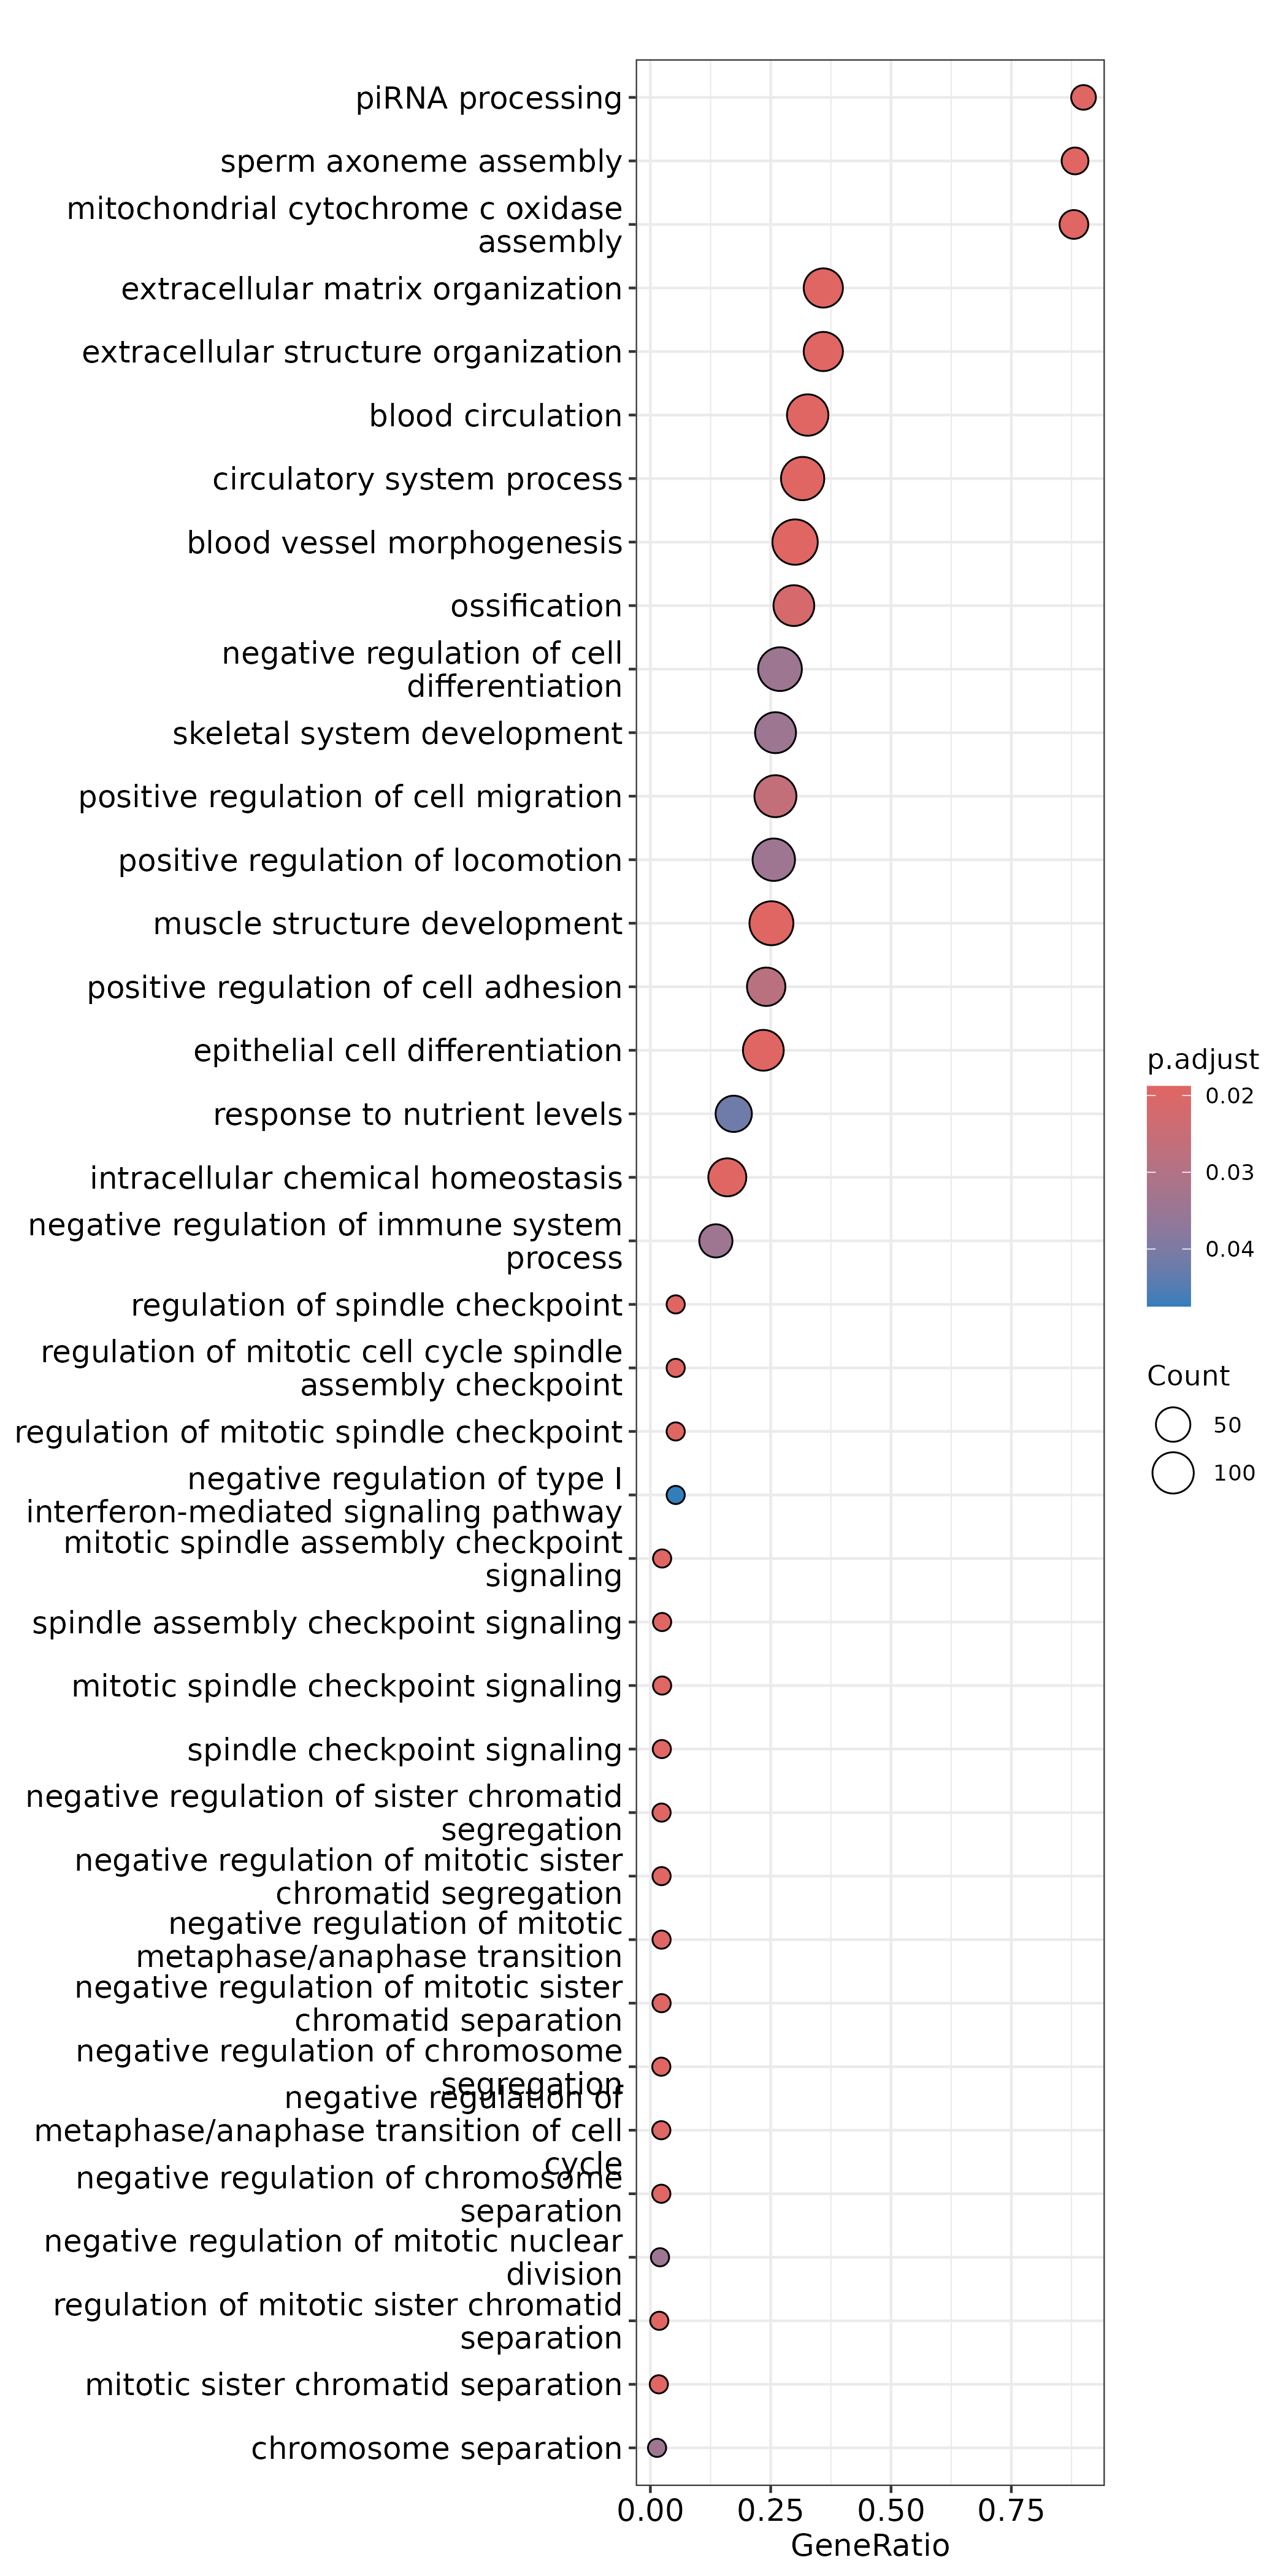 piRNA processing
sperm axoneme assembly
mitochondrial cytochrome c oxidase
assembly
extracellular matrix organization
extracellular structure organization
blood circulation
circulatory system process
blood vessel morphogenesis
ossification
negative regulation of cell
differentiation
skeletal system development
positive regulation of cell migration
positive regulation of locomotion
muscle structure development
positive regulation of cell adhesion
epithelial cell differentiation
response to nutrient levels
intracellular chemical homeostasis
negative regulation of immune system
process
regulation of spindle checkpoint
regulation of mitotic cell cycle spindle
assembly checkpoint
regulation of mitotic spindle checkpoint
negative regulation of type I
interferon-mediated signaling pathway
mitotic spindle assembly checkpoint
signaling
spindle assembly checkpoint signaling
mitotic spindle checkpoint signaling
spindle checkpoint signaling
negative regulation of sister chromatid
segregation
negative regulation of mitotic sister
chromatid segregation
negative regulation of mitotic
metaphase/anaphase transition
negative regulation of mitotic sister
chromatid separation
negative regulation of chromosome
segregation
negative regulation of
metaphase/anaphase transition of cell
cycle
negative regulation of chromosome
separation
negative regulation of mitotic nuclear
division
regulation of mitotic sister chromatid
separation
mitotic sister chromatid separation
chromosome separation
0.00 0.25 0.50 0.75
GeneRatio
p.adjust
0.02
0.03
0.04
Count
50
100